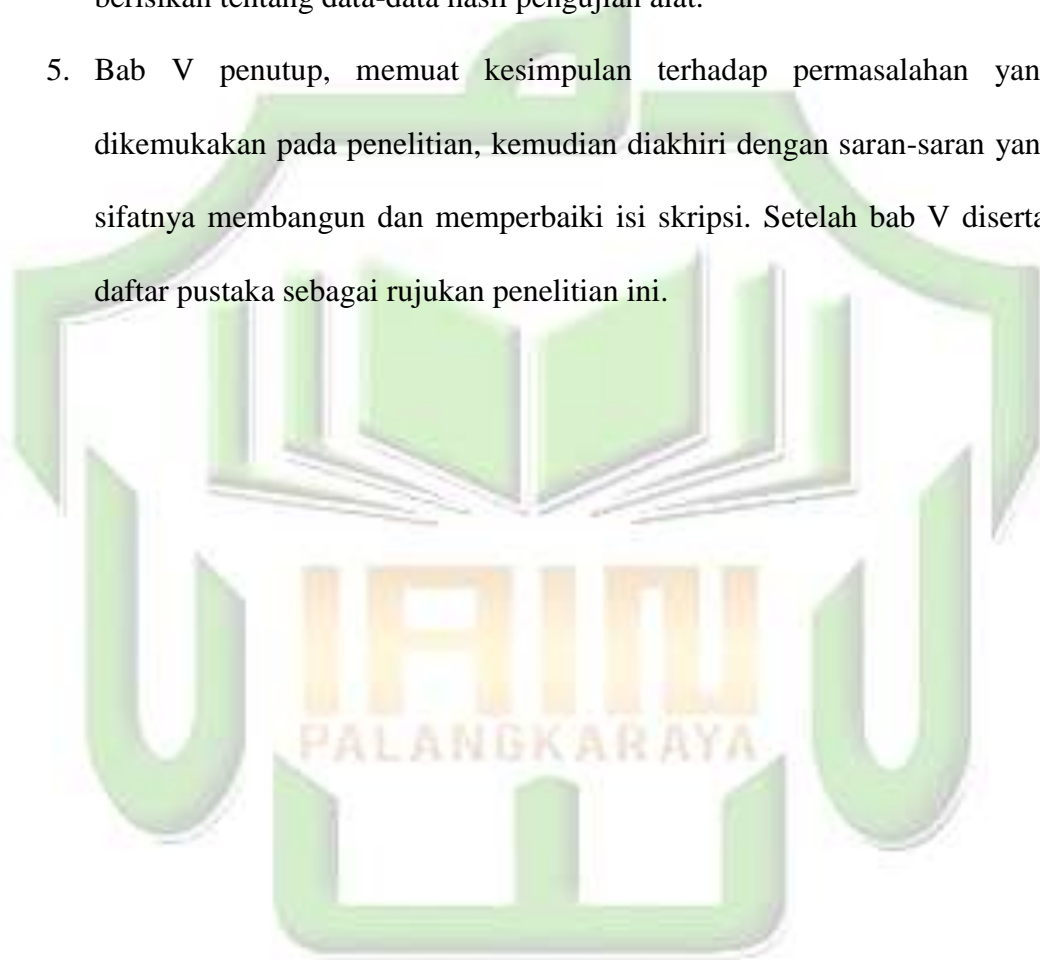 berisikan tentang data-data hasil pengujian alat.
5. Bab V penutup, memuat kesimpulan terhadap permasalahan yan
dikemukakan pada penelitian, kemudian diakhiri dengan saran-saran yan
sifatnya membangun dan memperbaiki isi skripsi. Setelah bab V diserta
daftar pustaka sebagai rujukan penelitian ini.
IAIN
PALANGKARAYA